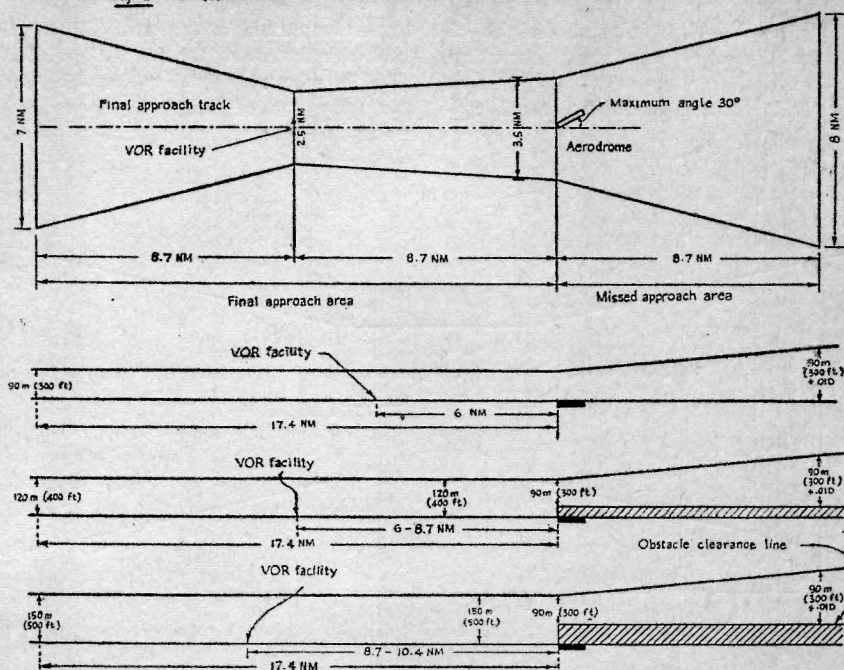 Final approach track
VOR facility
7 NM
2.5 NM
3.5 NM
Maximum angle 30°
Aerodrome
8 NM
8.7 NM
8.7 NM
8.7 NM
Final approach area
Missed approach area
VOR facility
90 m (300 ft)
6 NM
17.4 NM
90 m
(300 ft)
+.01D
VOR facility
120 m (400 ft)
120 m
(400 ft)
90 m (300 ft)
90 m
(300 ft)
+.01D
6 - 8.7 NM
17.4 NM
Obstacle clearance line
VOR facility
150 m
(500 ft)
150 m
(500 ft)
90 m (300 ft)
90 m
(300 ft)
+.01D
8.7 - 10.4 NM
17.4 NM